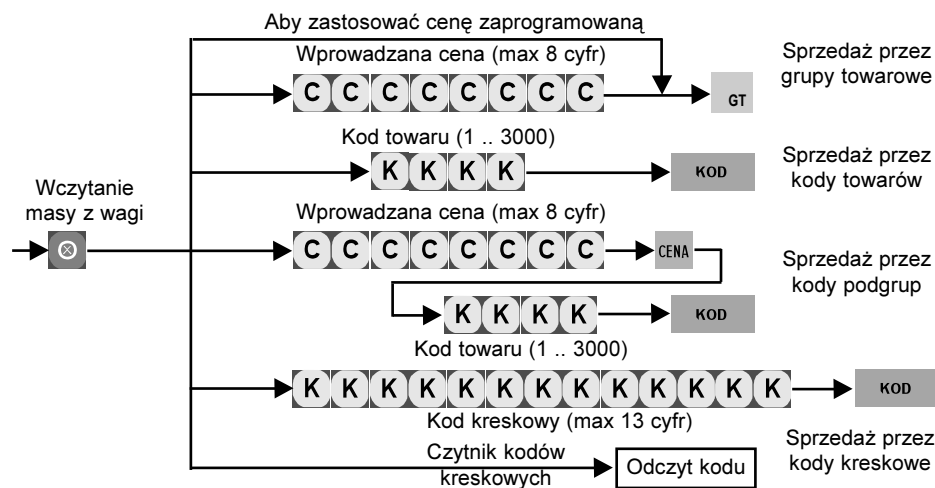 Aby zastosować cenę zaprogramowaną
Wprowadzana cena (max 8 cyfr)
C C C C C C C C
GT
Sprzedaż przez
grupy towarowe
Kod towaru (1 .. 3000)
K K K K
KOD
Sprzedaż przez
kody towarów
Wczytanie
masy z wagi
Wprowadzana cena (max 8 cyfr)
C C C C C C C C
CENA
K K K K
KOD
Kod towaru (1 .. 3000)
Sprzedaż przez
kody podgrup
K K K K K K K K K K K K K
KOD
Kod kreskowy (max 13 cyfr)
Czytnik kodów
kreskowych
Odczyt kodu
Sprzedaż przez
kody kreskowe